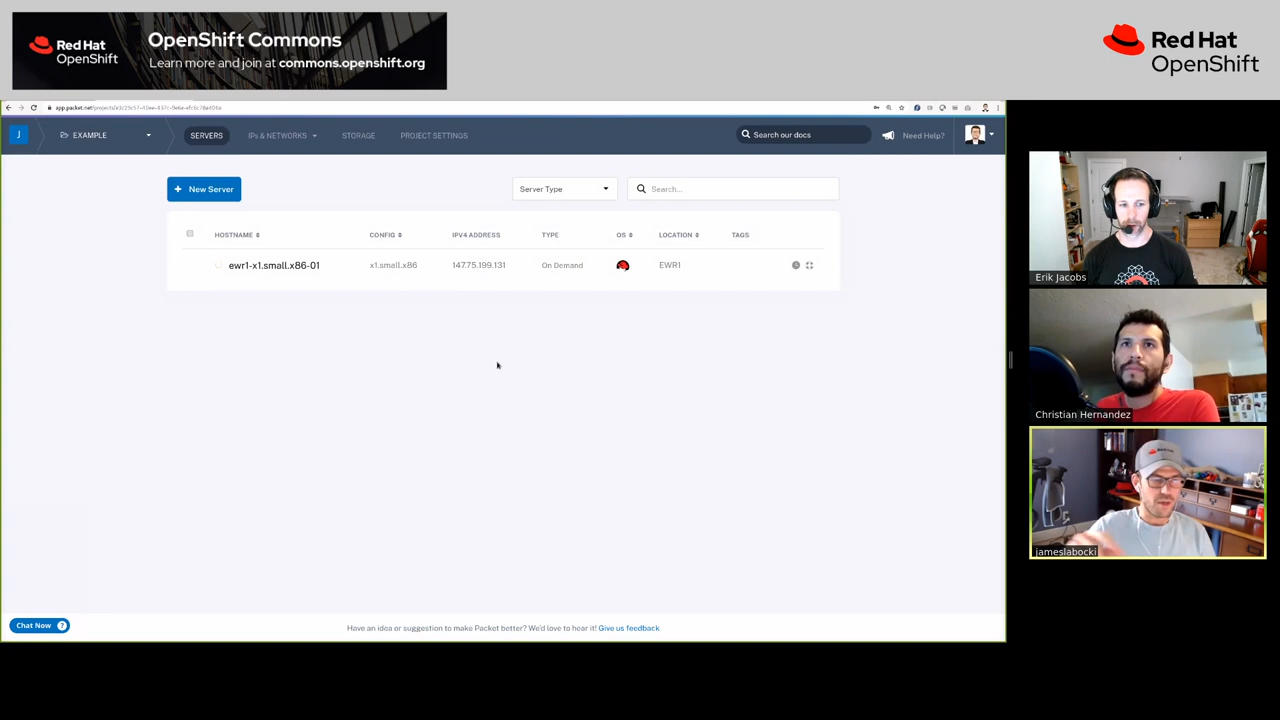 Red Hat
OpenShift
OpenShift Commons
Learn more and join at commons.openshift.org
Red Hat
OpenShift
J
EXAMPLE
SERVERS
IPs & NETWORKS
STORAGE
PROJECT SETTINGS
Search our docs
Need Help?
+ New Server
Server Type
Search...
HOSTNAME
CONFIG
IPV4 ADDRESS
TYPE
OS
LOCATION
TAGS
ewr1-x1.small.x86-01
x1.small.x86
147.75.199.131
On Demand
EWR1
Erik Jacobs
Christian Hernandez
jameslabocki
Chat Now ?
Have an idea or suggestion to make Packet better? We'd love to hear it! Give us feedback